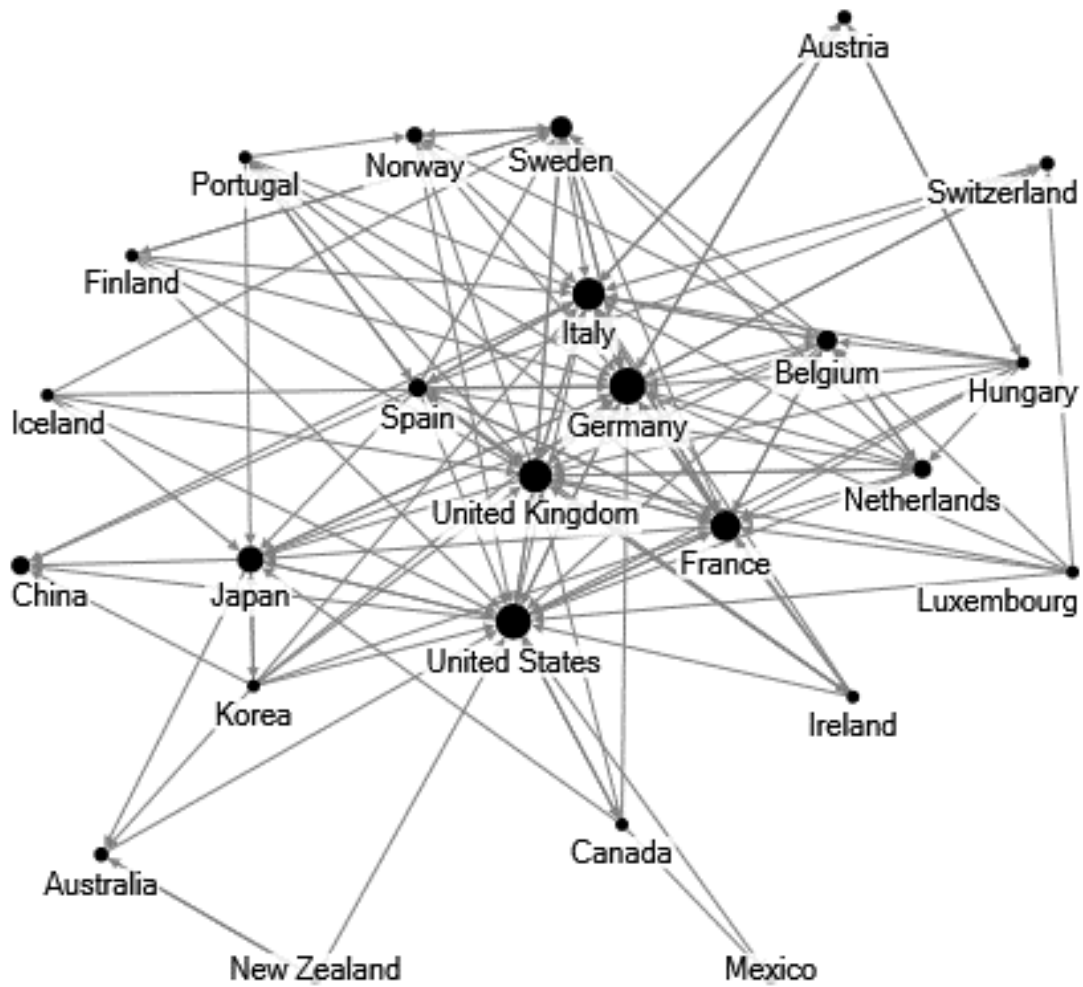 Austria
Norway
Sweden
Portugal
Switzerland
Finland
Italy
Belgium
Hungary
Iceland
Spain
Germany
Netherlands
United Kingdom
France
China
Japan
Luxembourg
United States
Korea
Ireland
Canada
Australia
New Zealand
Mexico